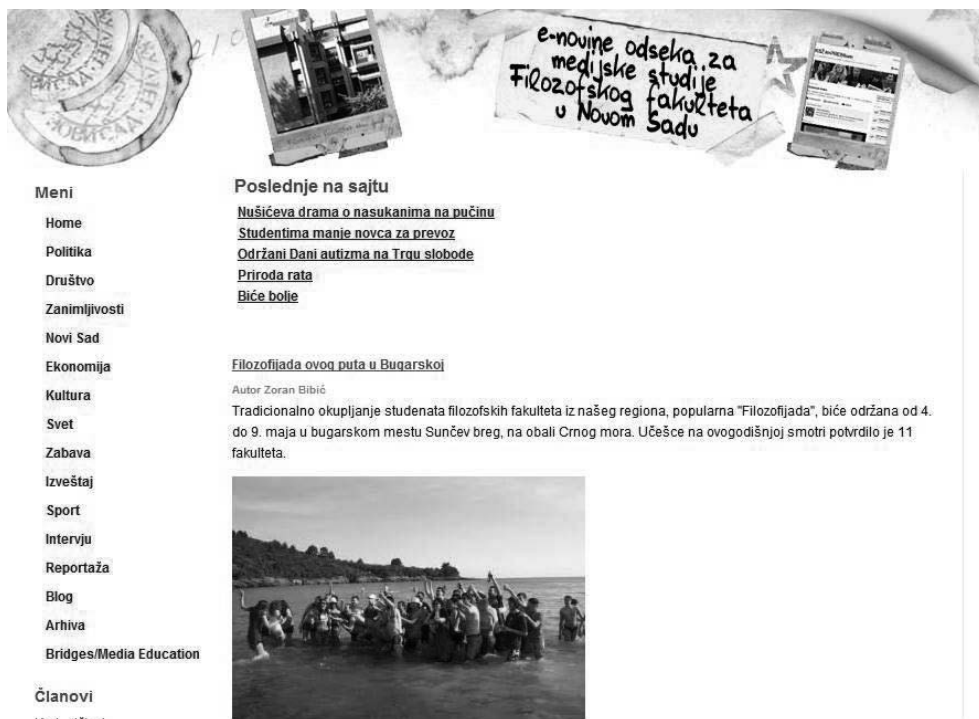 e-novine odseka za
medijske studije
Filozofskog fakulteta
u Novom Sadu
Meni
Home
Politika
Društvo
Zanimljivosti
Novi Sad
Ekonomija
Kultura
Svet
Zabava
Izveštaj
Sport
Intervju
Reportaža
Blog
Arhiva
Bridges/Media Education
Članovi
Poslednje na sajtu
Nušićeva drama o nasukanima na pučinu
Studentima manje novca za prevoz
Održani Dani autizma na Trgu slobode
Priroda rata
Biće bolje
Filozofijada ovog puta u Bugarskoj
Autor Zoran Bibić
Tradicionalno okupljanje studenata filozofskih fakulteta iz našeg regiona, popularna "Filozofijada", biće održana od 4.
do 9. maja u bugarskom mestu Sunčev breg, na obali Crnog mora. Učešce na ovogodišnjoj smotri potvrdilo je 11
fakulteta.